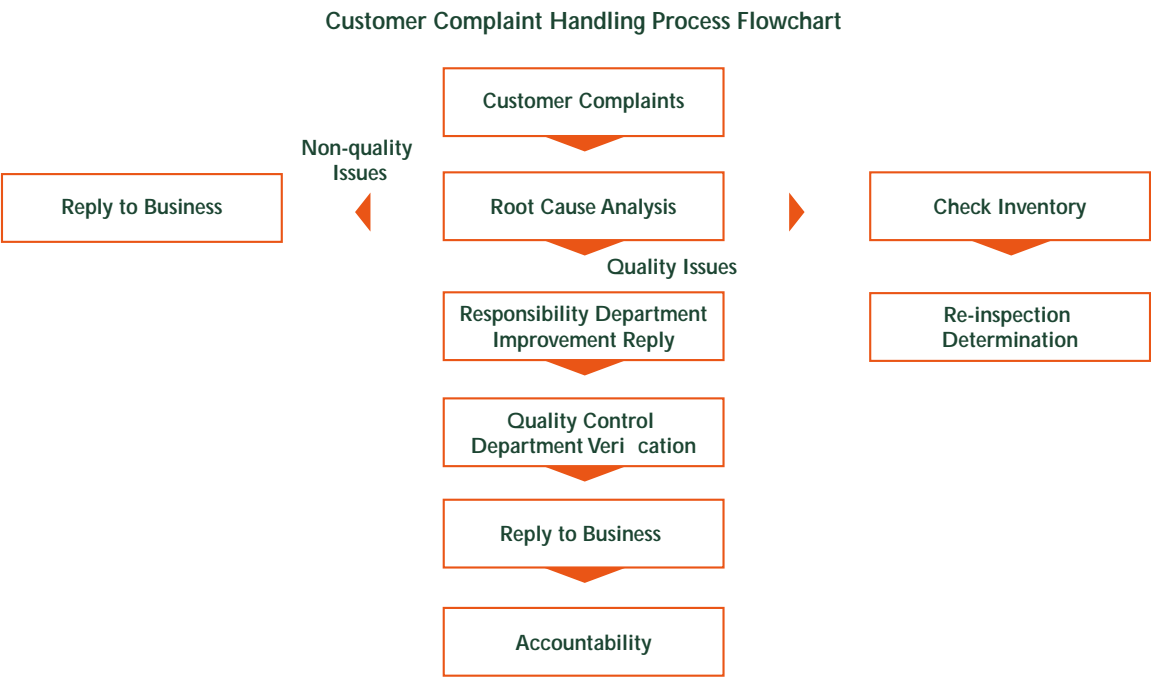 Customer Complaint Handling Process Flowchart
Customer Complaints
Non-quality
Issues
Reply to Business
Root Cause Analysis
Check Inventory
Quality Issues
Responsibility Department
Improvement Reply
Re-inspection
Determination
Quality Control
Department Veri cation
Reply to Business
Accountability